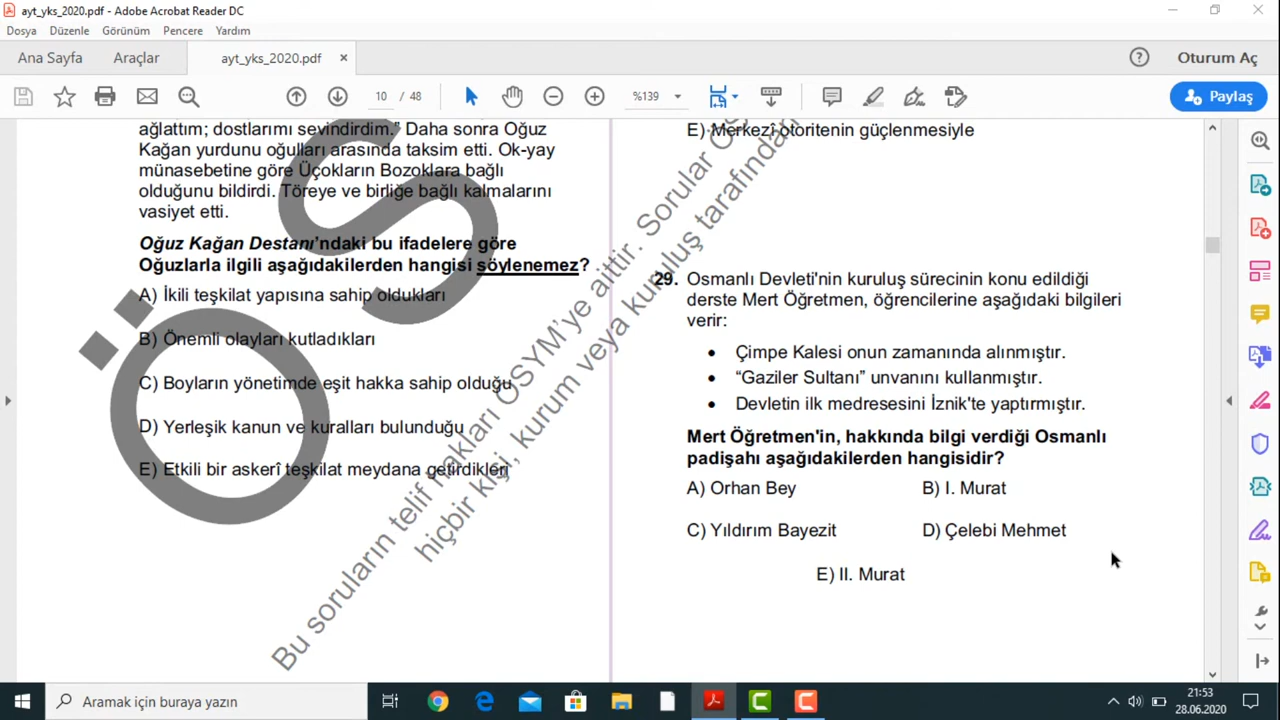 ayt_yks_2020.pdf - Adobe Acrobat Reader DC
Dosya Düzenle Görünüm Pencere Yardım
Ana Sayfa Araçlar ayt_yks_2020.pdf × Oturum Aç
10 / 48 %139 Paylaş
ağlattım; dostlarımı sevindirdim.” Daha sonra Oğuz
Kağan yurdunu oğulları arasında taksim etti. Ok-yay
münasebetine göre Üçokların Bozoklara bağlı
olduğunu bildirdi. Töreye ve birliğe bağlı kalmalarını
vasiyet etti.
Oğuz Kağan Destanı’ndaki bu ifadelere göre
Oğuzlarla ilgili aşağıdakilerden hangisi söylenemez?
A) İkili teşkilat yapısına sahip oldukları
B) Önemli olayları kutladıkları
C) Boyların yönetimde eşit hakka sahip olduğu
D) Yerleşik kanun ve kuralları bulunduğu
E) Etkili bir askerî teşkilat meydana getirdikleri
E) Merkezî otoritenin güçlenmesiyle
29. Osmanlı Devleti'nin kuruluş sürecinin konu edildiği
derste Mert Öğretmen, öğrencilerine aşağıdaki bilgileri
verir:
• Çimpe Kalesi onun zamanında alınmıştır.
• “Gaziler Sultanı” unvanını kullanmıştır.
• Devletin ilk medresesini İznik'te yaptırmıştır.
Mert Öğretmen'in, hakkında bilgi verdiği Osmanlı
padişahı aşağıdakilerden hangisidir?
A) Orhan Bey B) I. Murat
C) Yıldırım Bayezit D) Çelebi Mehmet
E) II. Murat
ÖS
Bu soruların telif hakları ÖSYM’ye aittir. Sorular
hiçbir kişi, kurum veya kuruluş tarafından
Aramak için buraya yazın
21:53
28.06.2020